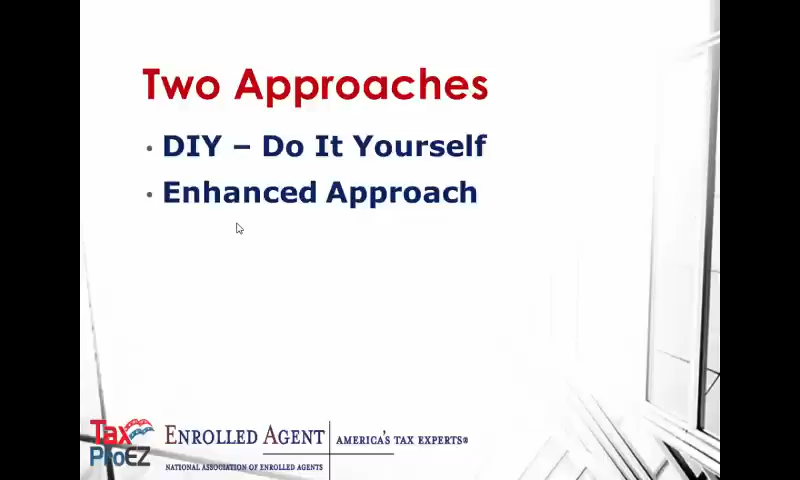 Two Approaches
• DIY – Do It Yourself
• Enhanced Approach
Tax
ProEZ
ENROLLED AGENT
AMERICA'S TAX EXPERTS®
NATIONAL ASSOCIATION OF ENROLLED AGENTS